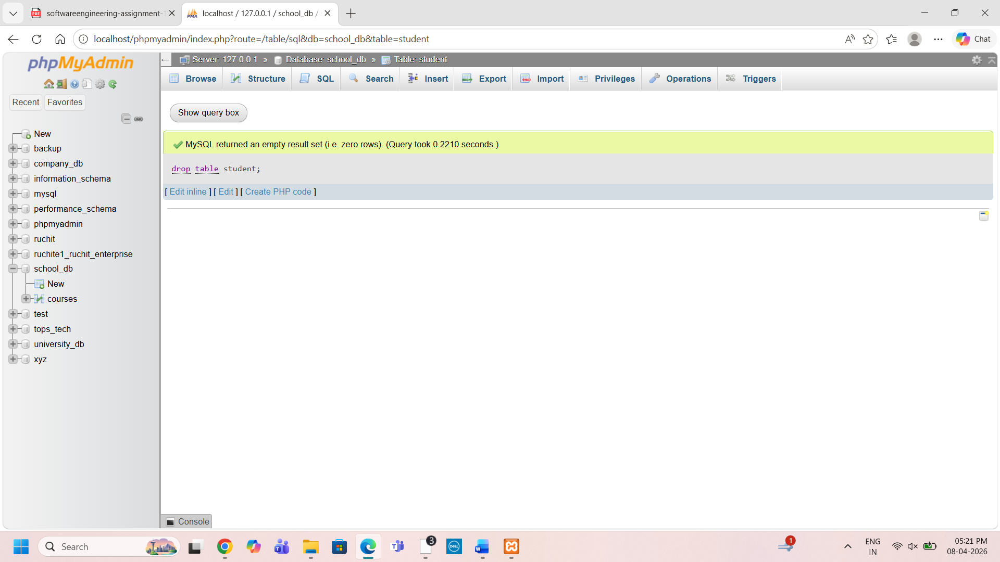 softwareengineering-assignment-1
localhost / 127.0.0.1 / school_db /
localhost/phpmyadmin/index.php?route=/table/sql&db=school_db&table=student
Chat
phpMyAdmin
Recent
Favorites
New
backup
company_db
information_schema
mysql
performance_schema
phpmyadmin
ruchit
ruchite1_ruchit_enterprise
school_db
New
courses
test
tops_tech
university_db
xyz
Server: 127.0.0.1 » Database: school_db » Table: student
Browse Structure SQL Search Insert Export Import Privileges Operations Triggers
Show query box
MySQL returned an empty result set (i.e. zero rows). (Query took 0.2210 seconds.)
drop table student;
[ Edit inline ] [ Edit ] [ Create PHP code ]
Console
Search
3
DELL
1
ENG
IN
05:21 PM
08-04-2026